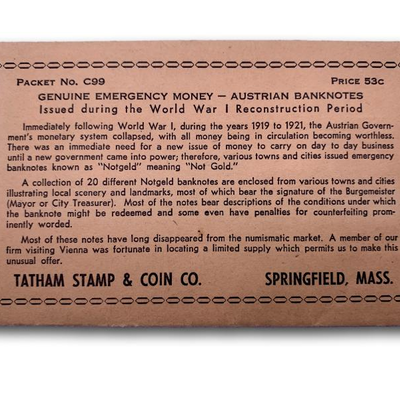 PACKET NO. C99 PRICE 53c
GENUINE EMERGENCY MONEY — AUSTRIAN BANKNOTES
Issued during the World War I Reconstruction Period
Immediately following World War I, during the years 1919 to 1921, the Austrian Govern-
ment's monetary system collapsed, with all money being in circulation becoming worthless.
There was an immediate need for a new issue of money to carry on day to day business
until a new government came into power; therefore, various towns and cities issued emergency
banknotes known as "Notgeld" meaning "Not Gold."
A collection of 20 different Notgeld banknotes are enclosed from various towns and cities
illustrating local scenery and landmarks, most of which bear the signature of the Burgemeister
(Mayor or City Treasurer). Most of the notes bear descriptions of the conditions under which
the banknote might be redeemed and some even have penalties for counterfeiting prom-
inently worded.
Most of these notes have long disappeared from the numismatic market. A member of our
firm visiting Vienna was fortunate in locating a limited supply which permits us to make this
unusual offer.
TATHAM STAMP & COIN CO. SPRINGFIELD, MASS.